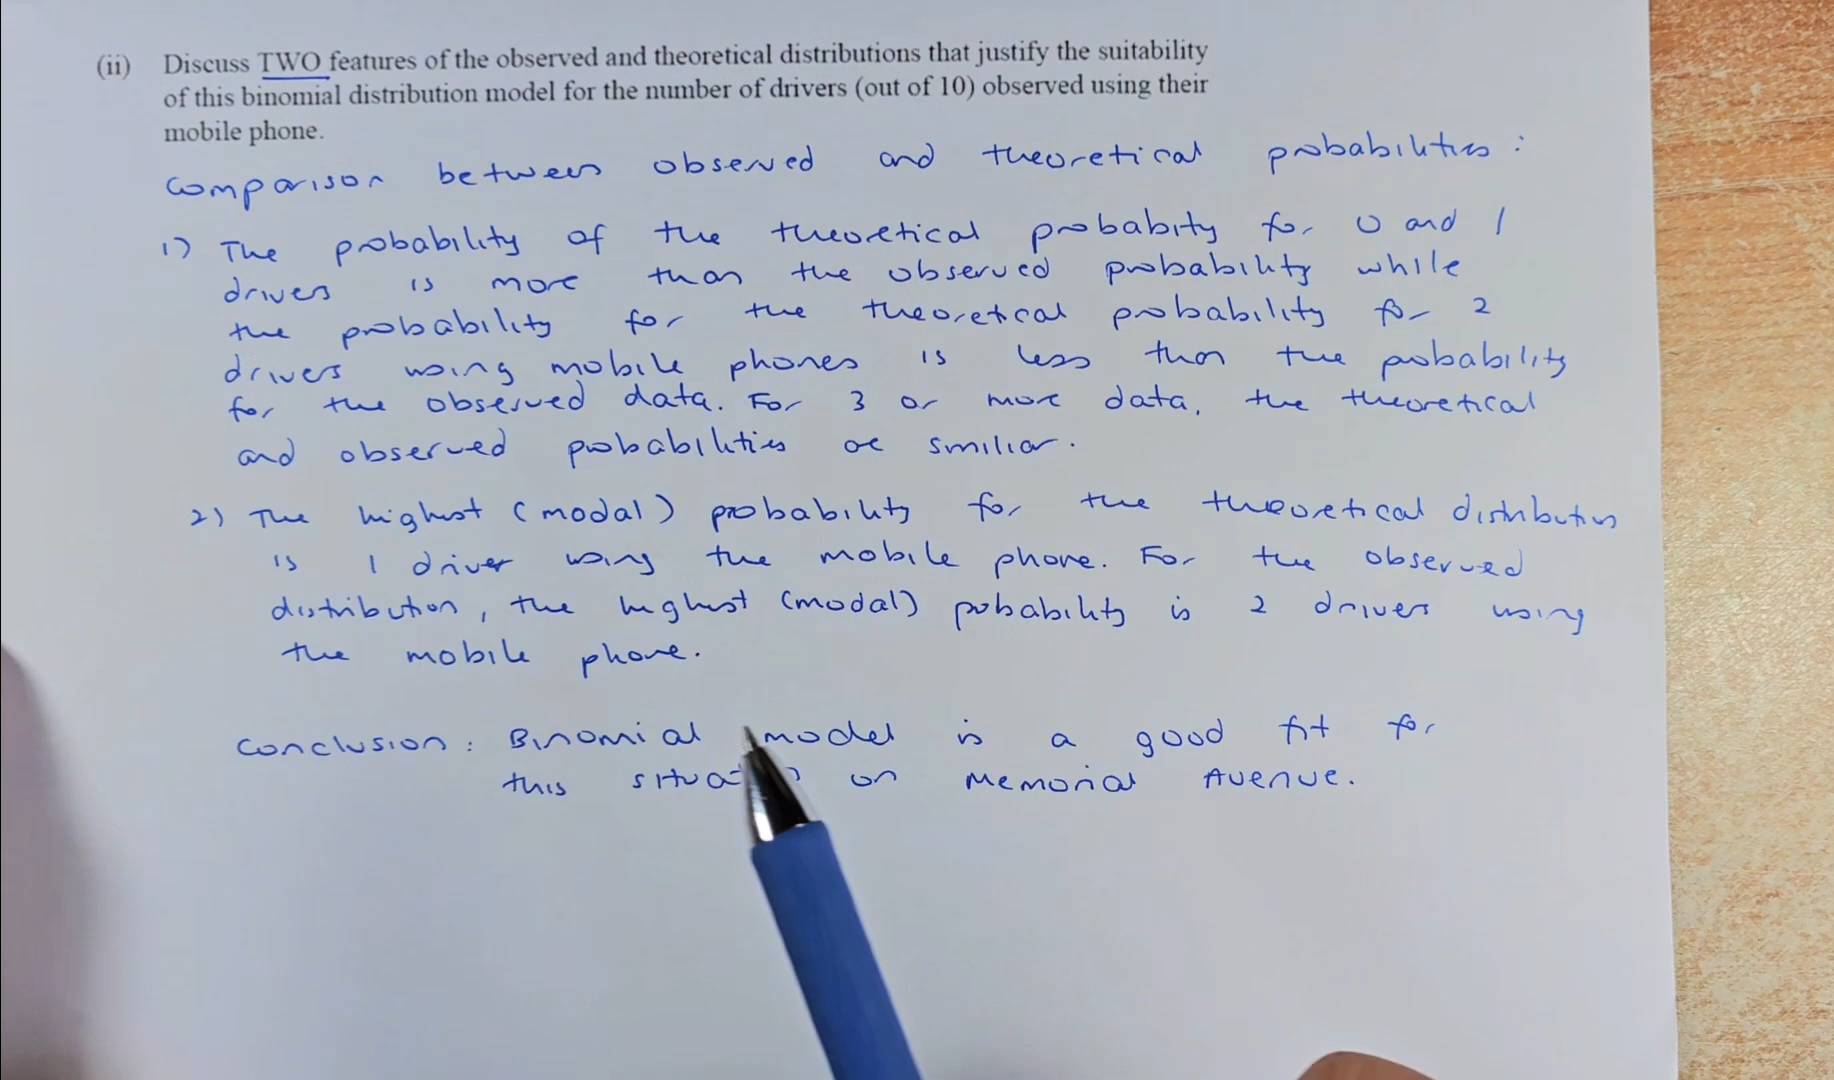 (ii) Discuss TWO features of the observed and theoretical distributions that justify the suitability
of this binomial distribution model for the number of drivers (out of 10) observed using their
mobile phone.
Comparison between observed and theoretical probabilities :
1) The probability of the theoretical probabity for 0 and 1
drivers is more than the observed probability while
the probability for the theoretical probability for 2
drivers using mobile phones is less than the probability
for the observed data. For 3 or more data, the theoretical
and observed probabilities are similiar.
2) The highest (modal) probability for the theoretical distribution
is 1 driver using the mobile phone. For the observed
distribution, the highest (modal) probability is 2 drivers using
the mobile phone.
Conclusion : Binomial model is a good fit for
this on Memorial Avenue.